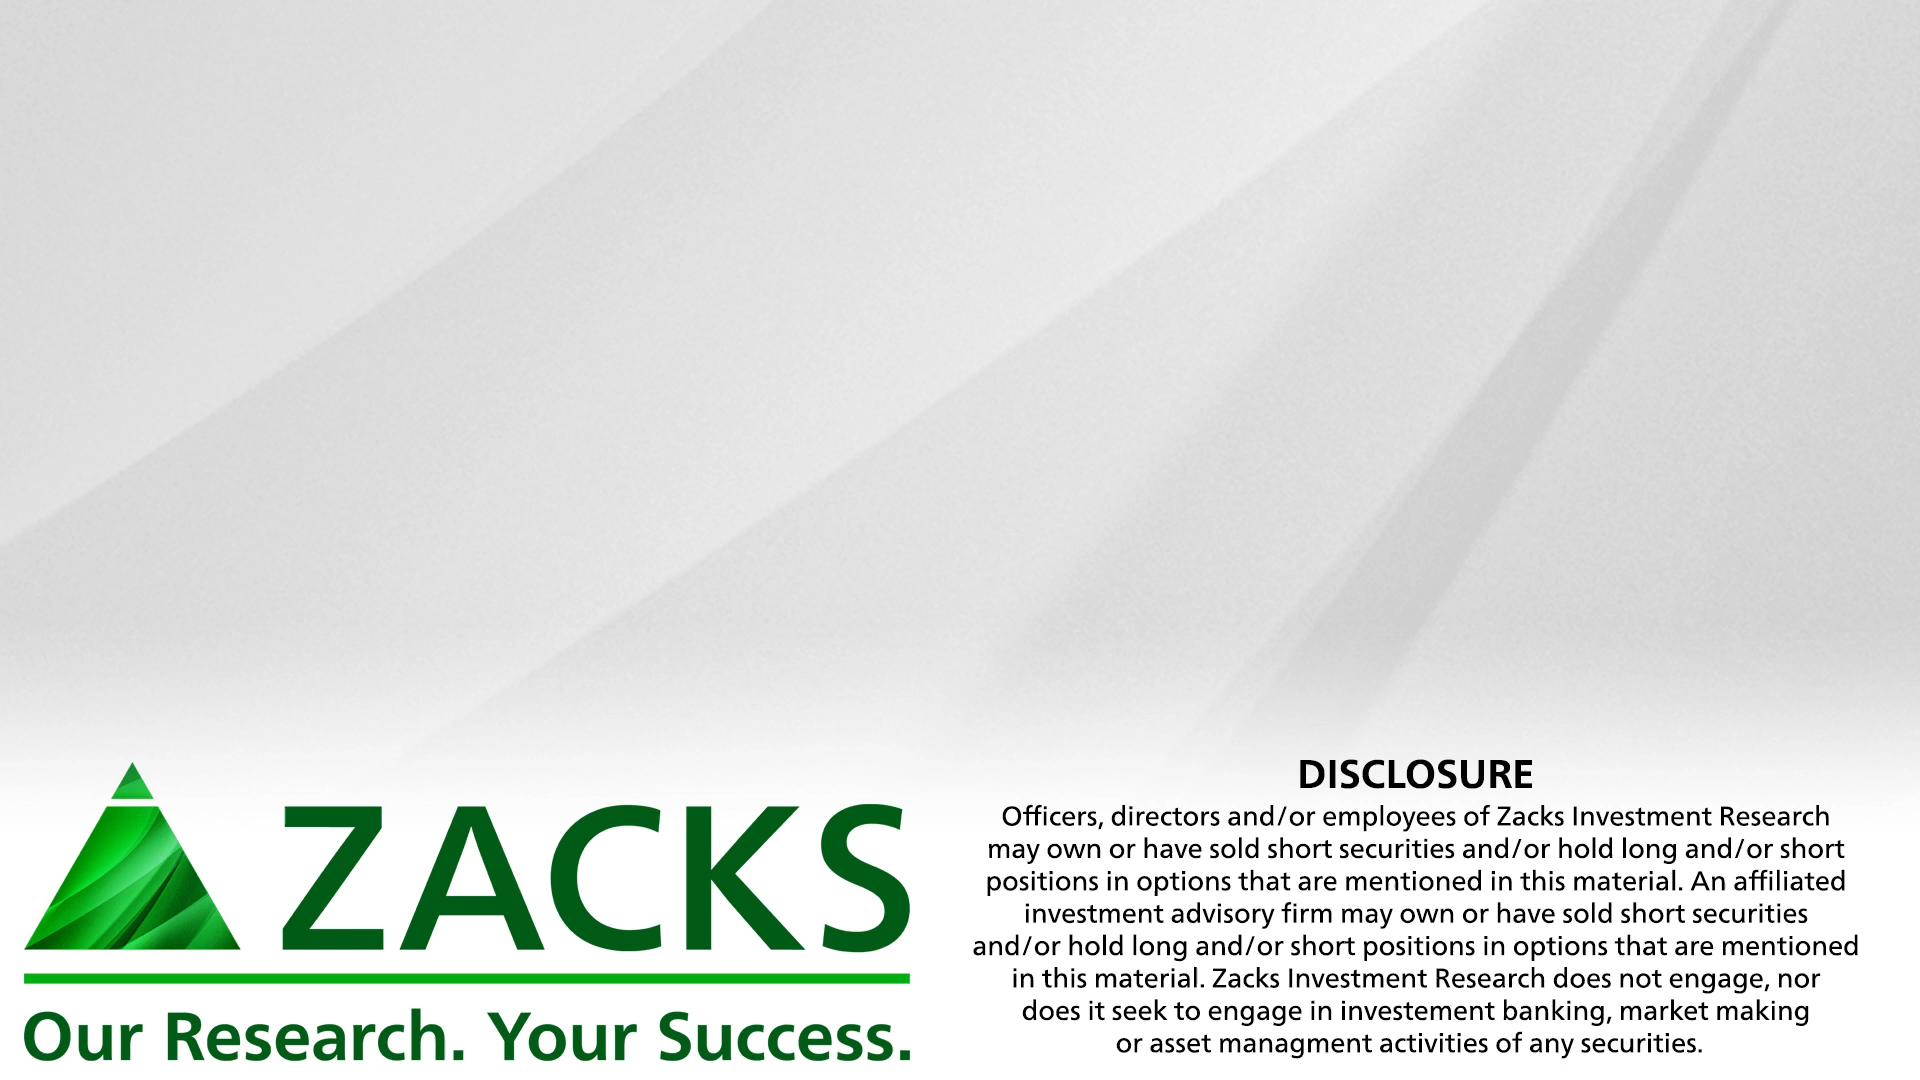 ZACKS
Our Research. Your Success.
DISCLOSURE
Officers, directors and/or employees of Zacks Investment Research
may own or have sold short securities and/or hold long and/or short
positions in options that are mentioned in this material. An affiliated
investment advisory firm may own or have sold short securities
and/or hold long and/or short positions in options that are mentioned
in this material. Zacks Investment Research does not engage, nor
does it seek to engage in investement banking, market making
or asset managment activities of any securities.